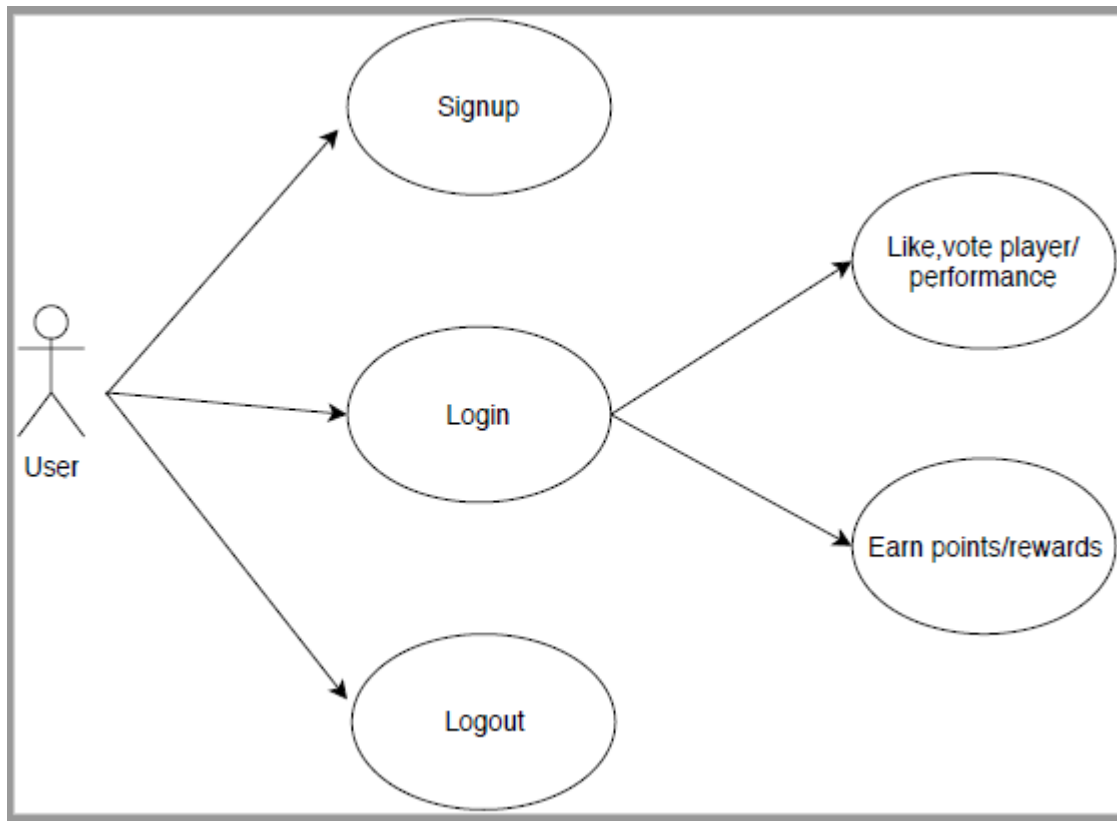 Signup
Like,vote player/
performance
Login
User
Earn points/rewards
Logout